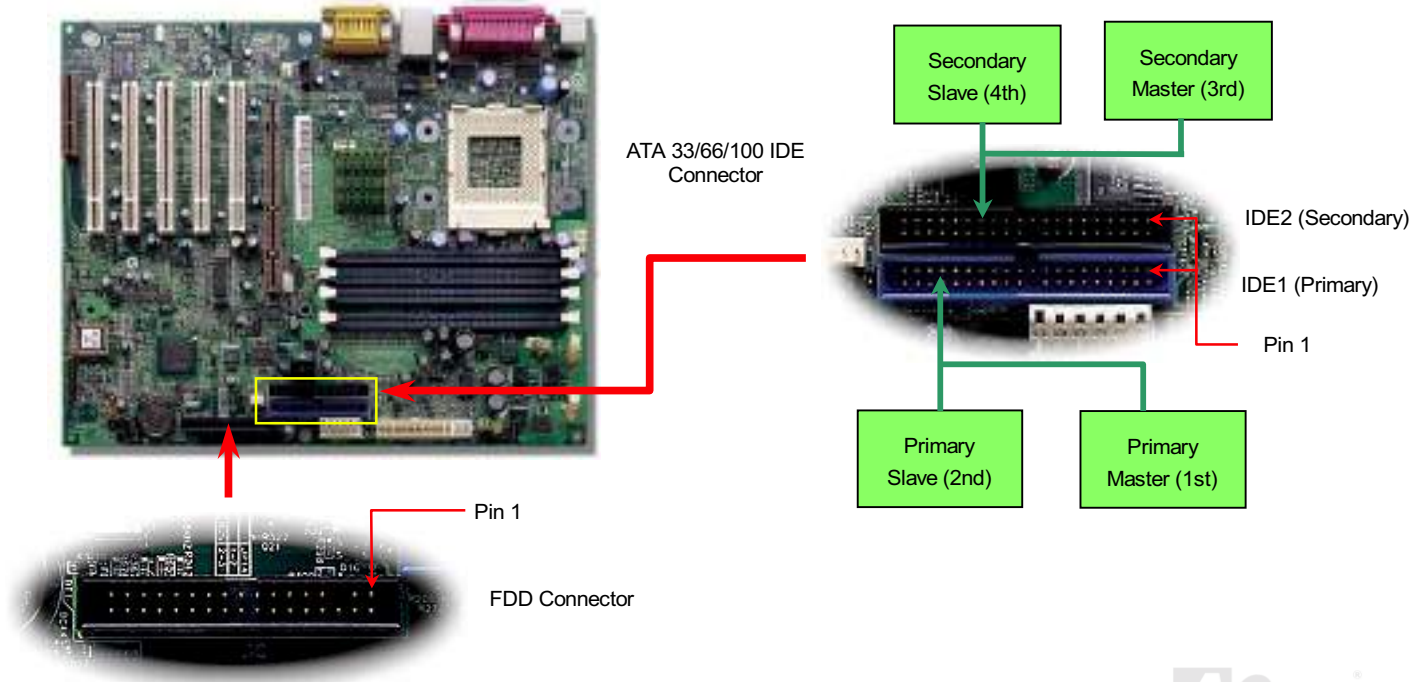 Secondary
Slave (4th)
Secondary
Master (3rd)
ATA 33/66/100 IDE
Connector
IDE2 (Secondary)
IDE1 (Primary)
Pin 1
Primary
Slave (2nd)
Primary
Master (1st)
Pin 1
FDD Connector